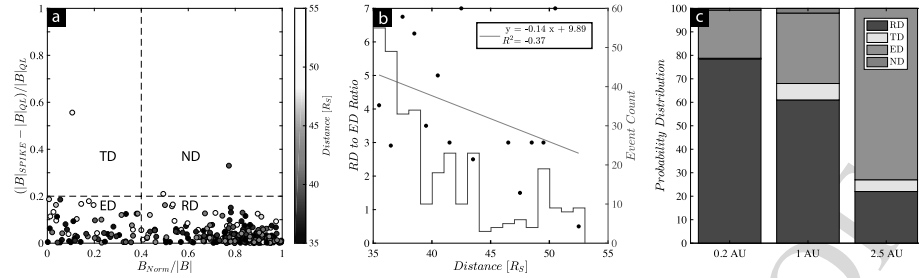 a
(|B|SPIKE − |B|QL)/|B|QL
1
0.8
0.6
0.4
0.2
0
TD
ND
ED
RD
0
0.2
0.4
0.6
0.8
1
BNorm/|B|
55
50
45
40
35
Distance [RS]
b
RD to ED Ratio
7
6
5
4
3
2
1
0
y = -0.14 x + 9.89
R²= -0.37
35
40
45
50
55
Distance [RS]
60
50
40
30
20
10
0
Event Count
c
Probability Distribution
100
90
80
70
60
50
40
30
20
10
0
RD
TD
ED
ND
0.2 AU
1 AU
2.5 AU